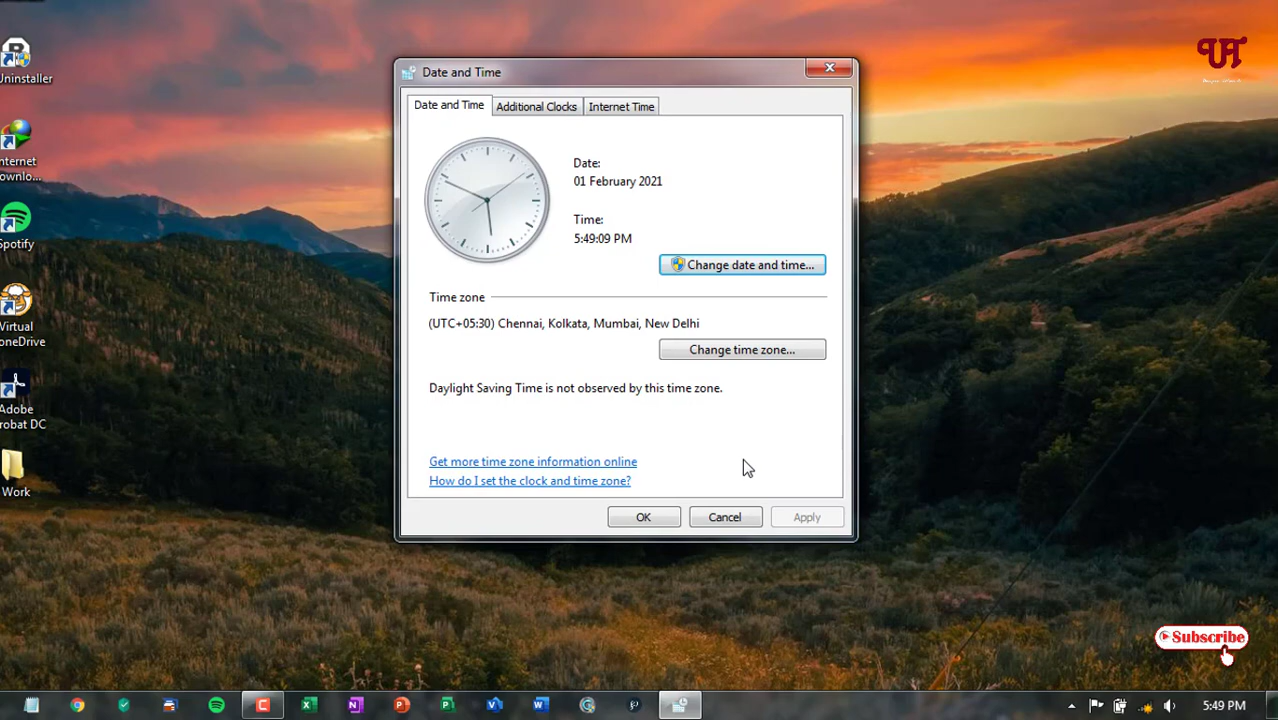 Date and Time
Date and Time
Additional Clocks
Internet Time
Date:
01 February 2021
Time:
5:49:09 PM
Change date and time...
Time zone
(UTC+05:30) Chennai, Kolkata, Mumbai, New Delhi
Change time zone...
Daylight Saving Time is not observed by this time zone.
Get more time zone information online
How do I set the clock and time zone?
OK
Cancel
Apply
Uninstaller
Internet
Downlo...
Spotify
Virtual
oneDrive
Adobe
crobat DC
Work
Subscribe
5:49 PM